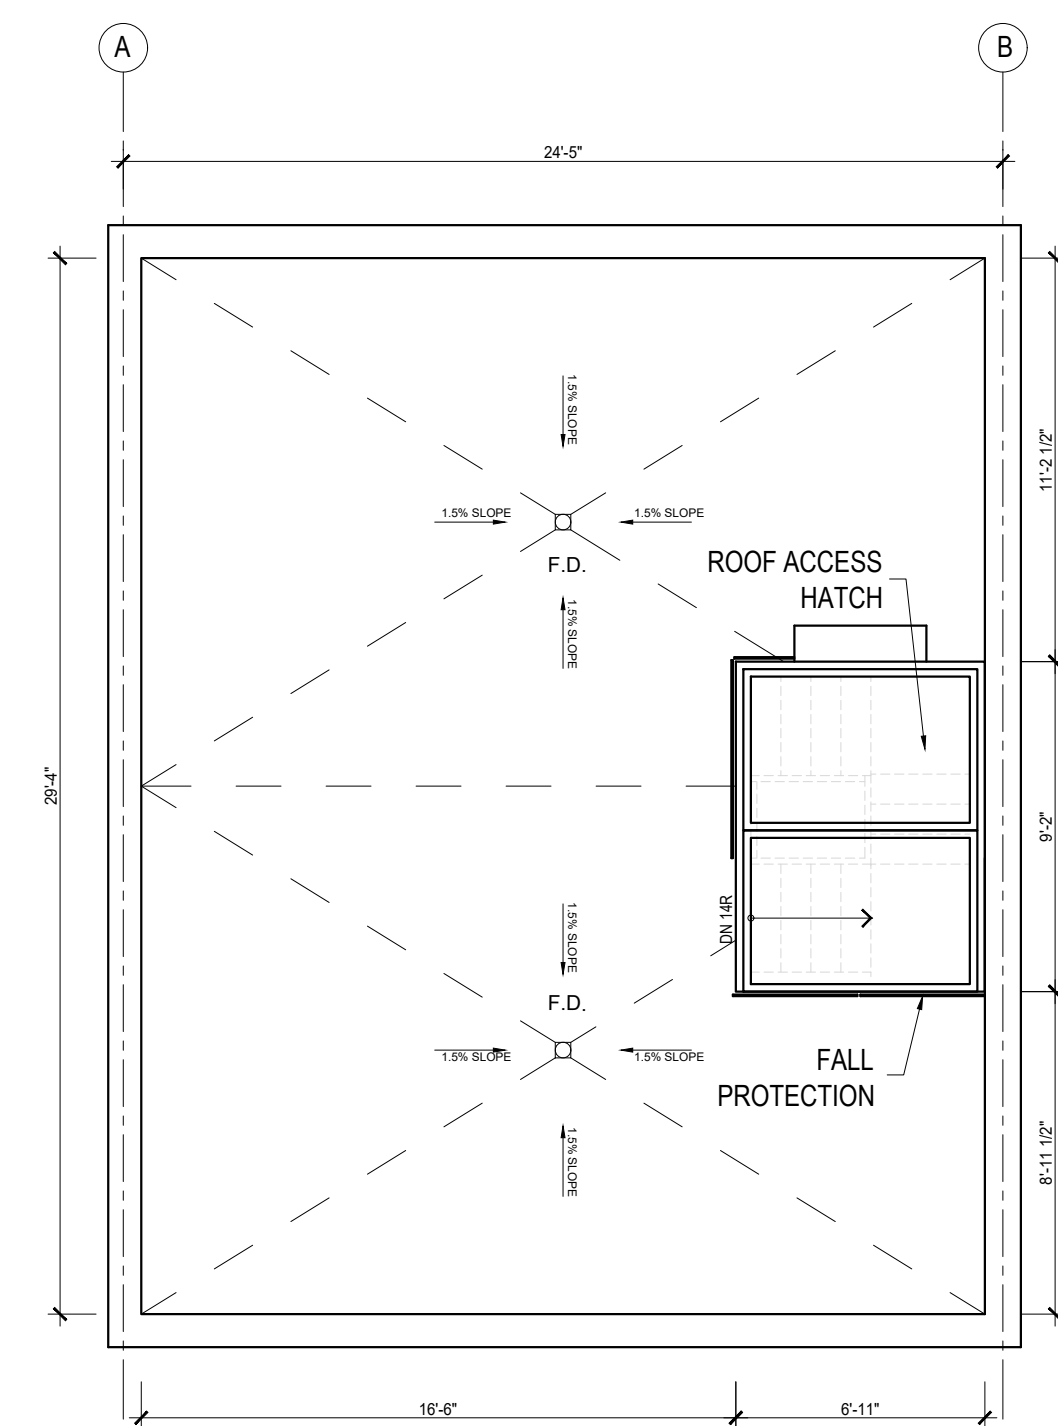 A
B
24'-5"
1.5% SLOPE
11'-2 1/2"
1.5% SLOPE
1.5% SLOPE
F.D.
ROOF ACCESS
HATCH
1.5% SLOPE
29'-4"
9'-2"
DN 14R
1.5% SLOPE
F.D.
1.5% SLOPE
1.5% SLOPE
FALL
PROTECTION
1.5% SLOPE
8'-11 1/2"
16'-6"
6'-11"